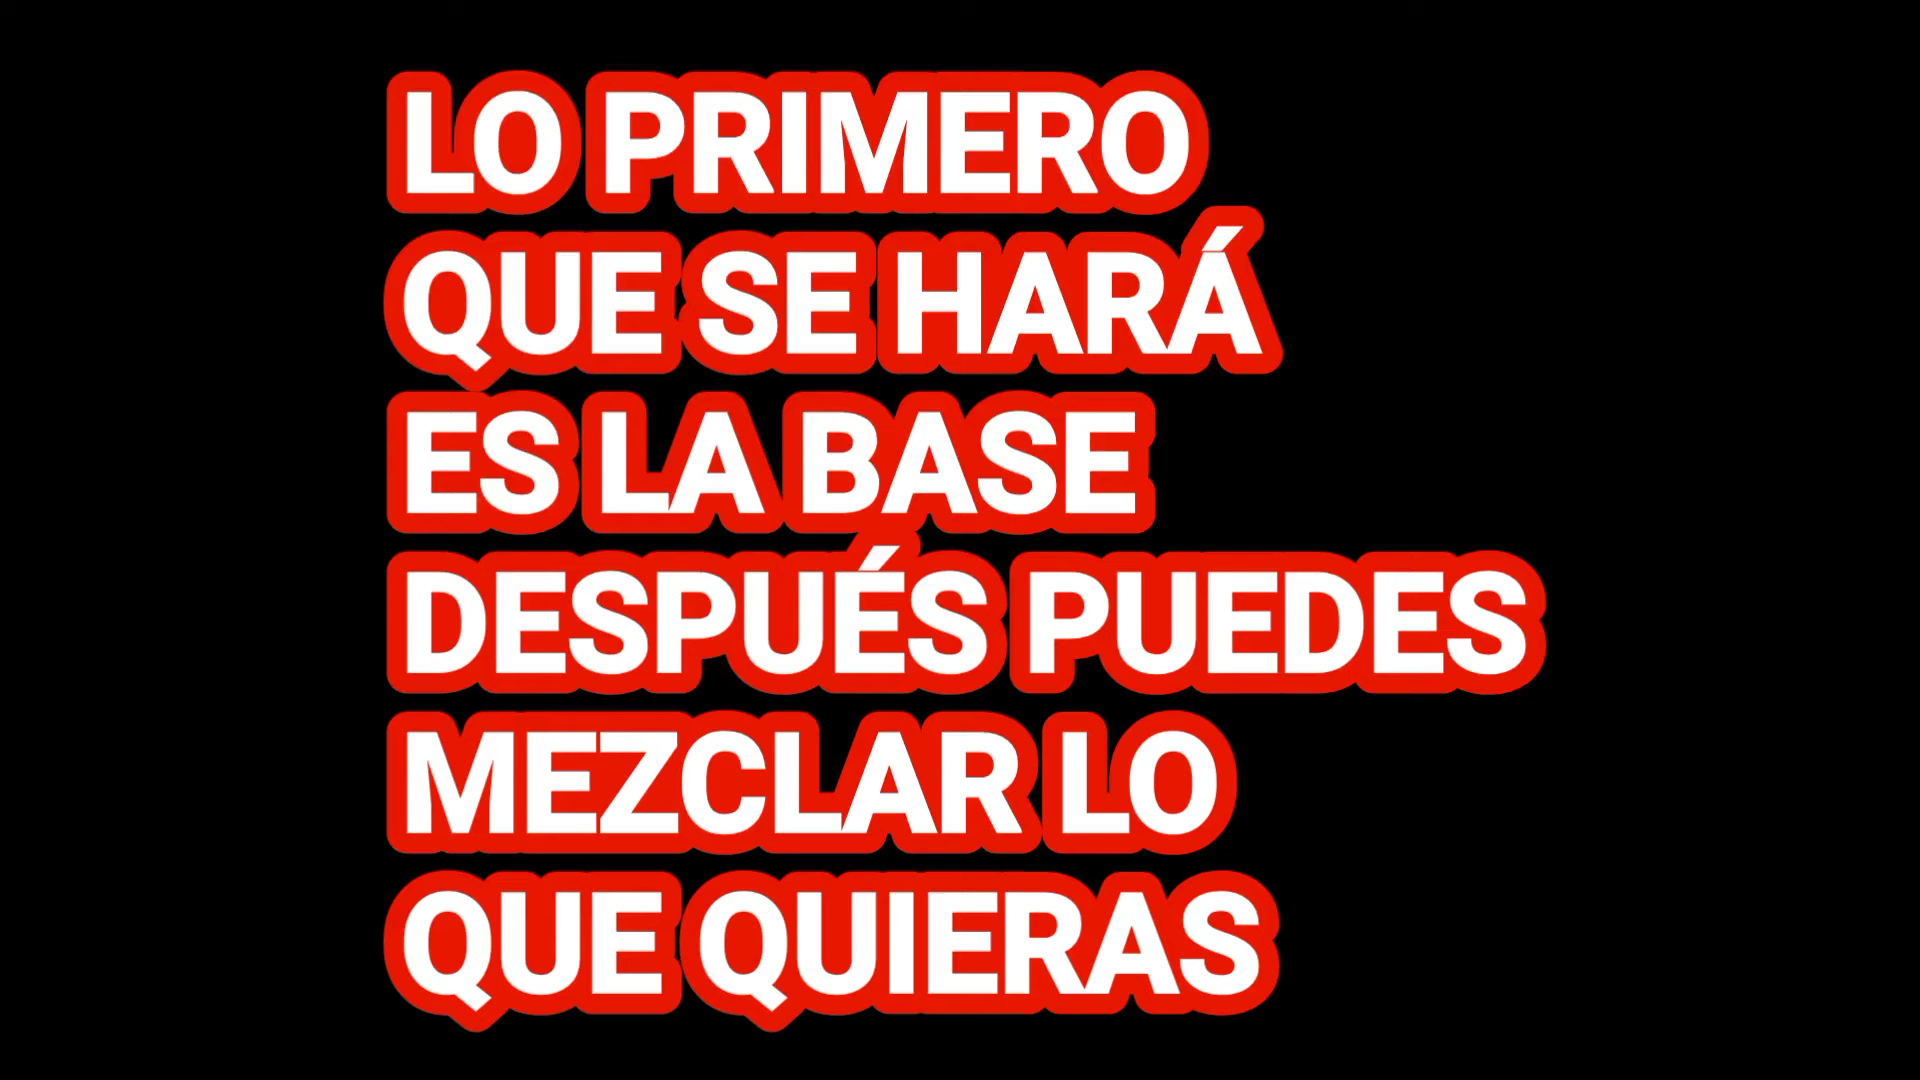 LO PRIMERO
QUE SE HARÁ
ES LA BASE
DESPUÉS PUEDES
MEZCLAR LO
QUE QUIERAS